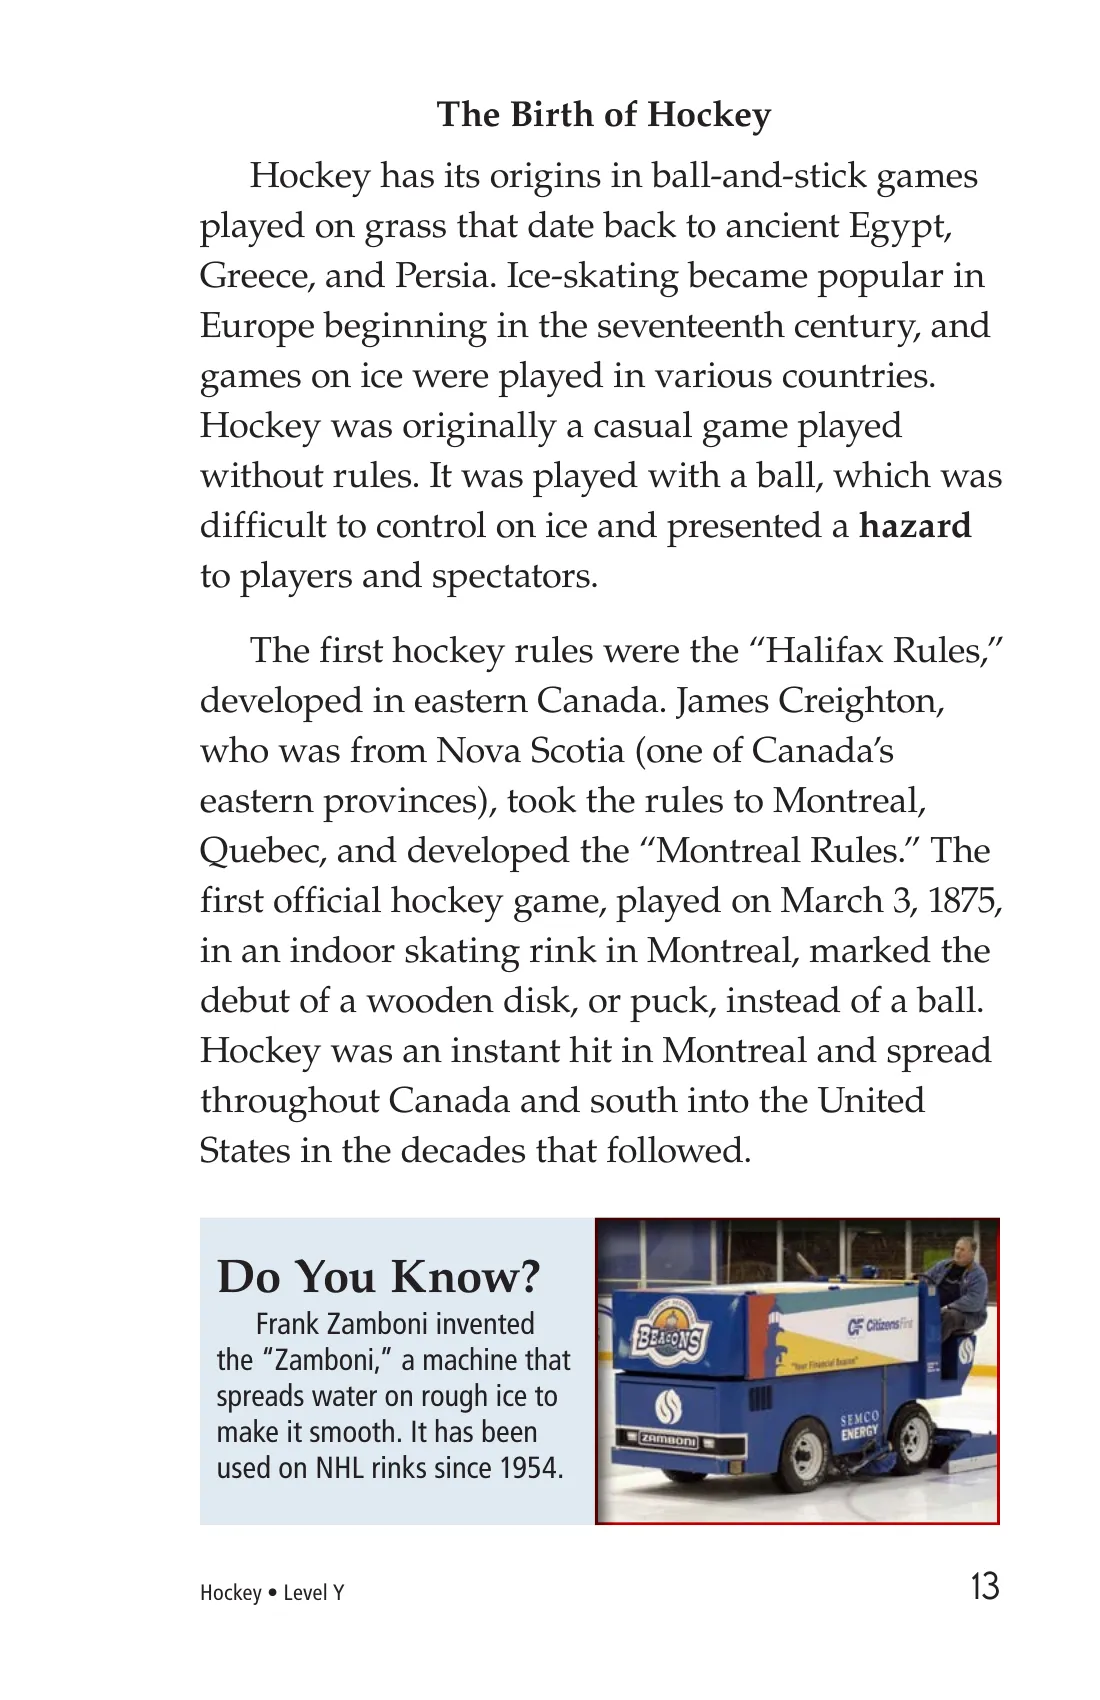 The Birth of Hockey
Hockey has its origins in ball-and-stick games
played on grass that date back to ancient Egypt,
Greece, and Persia. Ice-skating became popular in
Europe beginning in the seventeenth century, and
games on ice were played in various countries.
Hockey was originally a casual game played
without rules. It was played with a ball, which was
difficult to control on ice and presented a hazard
to players and spectators.
The first hockey rules were the “Halifax Rules,”
developed in eastern Canada. James Creighton,
who was from Nova Scotia (one of Canada’s
eastern provinces), took the rules to Montreal,
Quebec, and developed the “Montreal Rules.” The
first official hockey game, played on March 3, 1875,
in an indoor skating rink in Montreal, marked the
debut of a wooden disk, or puck, instead of a ball.
Hockey was an instant hit in Montreal and spread
throughout Canada and south into the United
States in the decades that followed.
Do You Know?
Frank Zamboni invented
the “Zamboni,” a machine that
spreads water on rough ice to
make it smooth. It has been
used on NHL rinks since 1954.
BEACONS
CF Citizens First
"Your Financial Beacon"
SEMCO
ENERGY
ZAMBONI
Hockey • Level Y
13